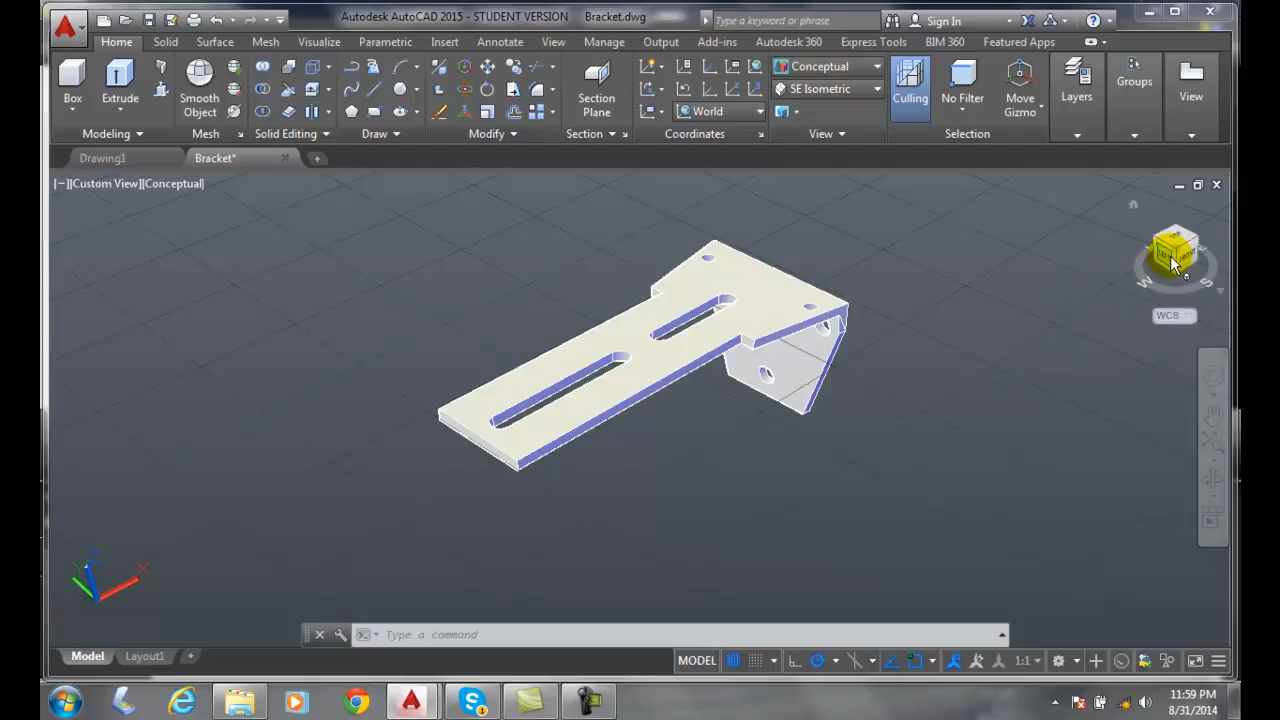 Autodesk AutoCAD 2015 - STUDENT VERSION Bracket.dwg Type a keyword or phrase Sign In
Home Solid Surface Mesh Visualize Parametric Insert Annotate View Manage Output Add-ins Autodesk 360 Express Tools BIM 360 Featured Apps
Box Extrude Smooth Object Section Plane Conceptual SE Isometric World Culling No Filter Move Gizmo Layers Groups View
Modeling Mesh Solid Editing Draw Modify Section Coordinates View Selection
Drawing1 Bracket*
[−][Custom View][Conceptual]
FRONT
W S
WCS
X
Y
Z
Type a command
Model Layout1 MODEL 1:1
11:59 PM
8/31/2014